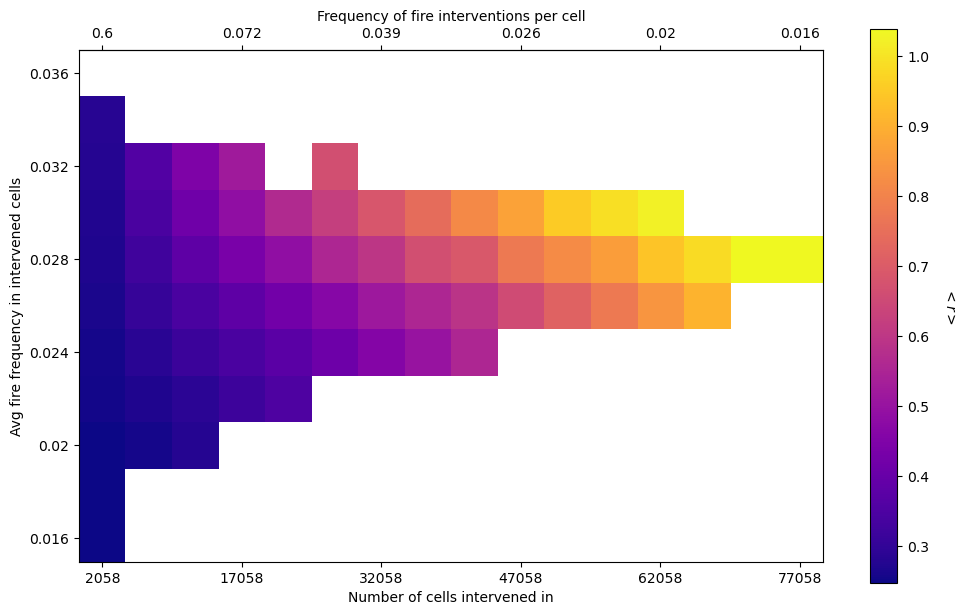 Frequency of fire interventions per cell
0.6 0.072 0.039 0.026 0.02 0.016
Avg fire frequency in intervened cells
0.036
0.032
0.028
0.024
0.02
0.016
2058 17058 32058 47058 62058 77058
Number of cells intervened in
1.0
0.9
0.8
0.7
0.6
0.5
0.4
0.3
<r>